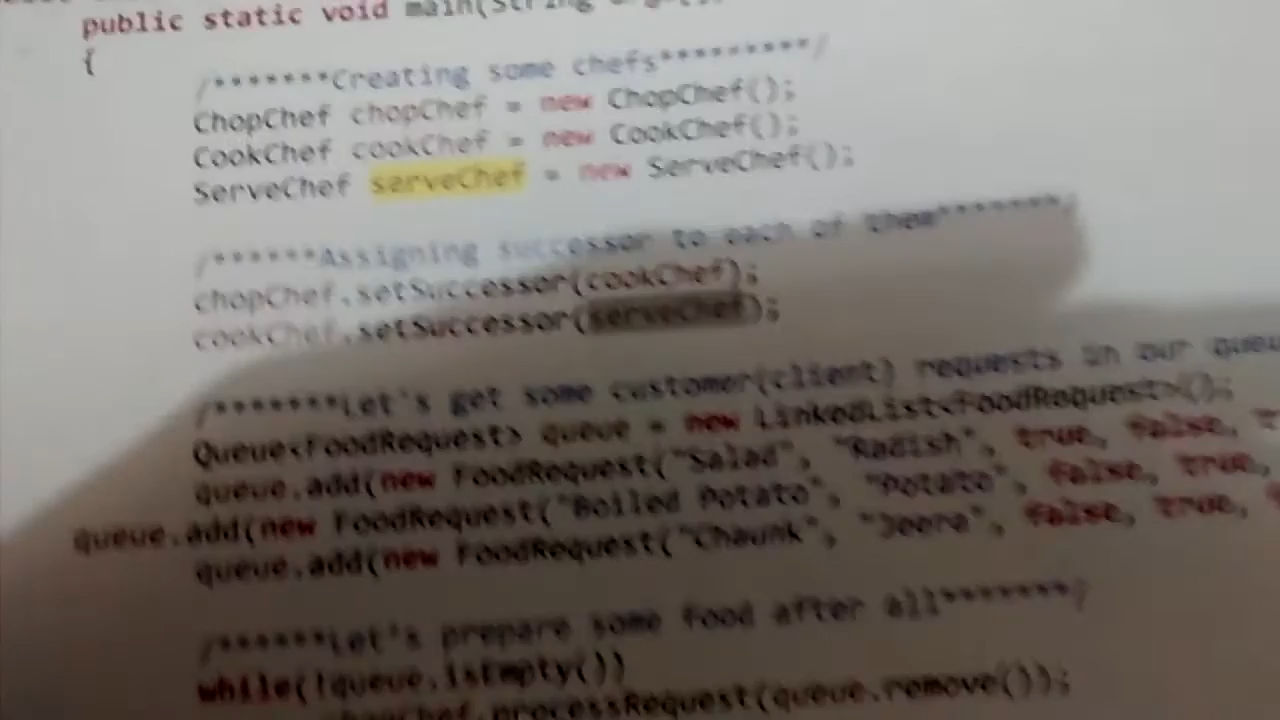 public static void main(String
{
/*******Creating some chefs*********/
ChopChef chopChef = new ChopChef();
CookChef cookChef = new CookChef();
ServeChef serveChef = new ServeChef();
/******Assigning successor to each of them*******/
chopChef.setSuccessor(cookChef);
cookChef.setSuccessor(serveChef);
/*******Let's get some customer(client) requests in our
Queue<FoodRequest> queue = new LinkedList<FoodRequest>();
queue.add(new FoodRequest("Salad", "Radish", true, false,
queue.add(new FoodRequest("Boiled Potato", "Potato", false, true,
queue.add(new FoodRequest("Chaunk", "Jeera", false, true,
/******Let's prepare some food after all*******/
while(!queue.isEmpty())
chopChef.processRequest(queue.remove());